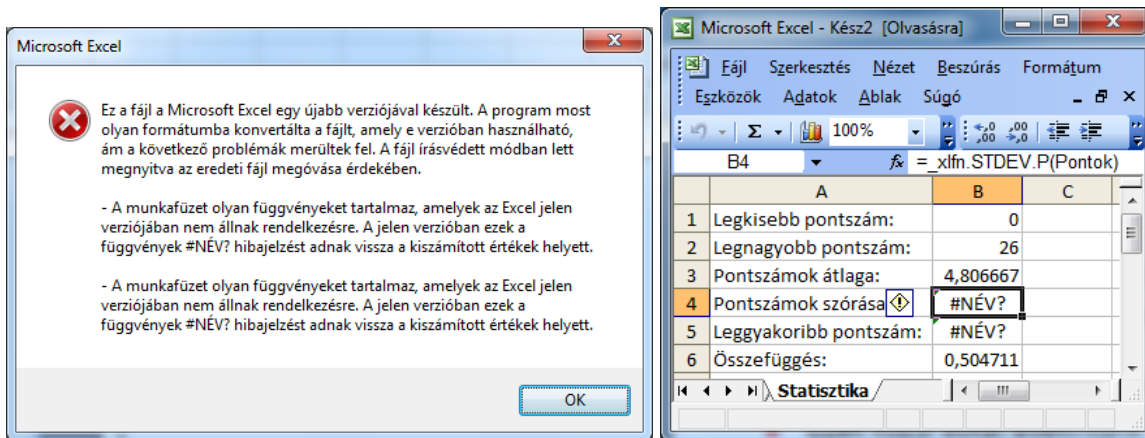 Microsoft Excel
Ez a fájl a Microsoft Excel egy újabb verziójával készült. A program most
olyan formátumba konvertálta a fájlt, amely e verzióban használható,
ám a következő problémák merültek fel. A fájl írásvédett módban lett
megnyitva az eredeti fájl megóvása érdekében.
- A munkafüzet olyan függvényeket tartalmaz, amelyek az Excel jelen
verziójában nem állnak rendelkezésre. A jelen verzióban ezek a
függvények #NÉV? hibajelzést adnak vissza a kiszámított értékek helyett.
- A munkafüzet olyan függvényeket tartalmaz, amelyek az Excel jelen
verziójában nem állnak rendelkezésre. A jelen verzióban ezek a
függvények #NÉV? hibajelzést adnak vissza a kiszámított értékek helyett.
OK
Microsoft Excel - Kész2 [Olvasásra]
Fájl Szerkesztés Nézet Beszúrás Formátum
Eszközök Adatok Ablak Súgó
Σ 100% ,00 ,00
B4 fx =_xlfn.STDEV.P(Pontok)
A B C
1 Legkisebb pontszám: 0
2 Legnagyobb pontszám: 26
3 Pontszámok átlaga: 4,806667
4 Pontszámok szórása #NÉV?
5 Leggyakoribb pontszám: #NÉV?
6 Összefüggés: 0,504711
Statisztika